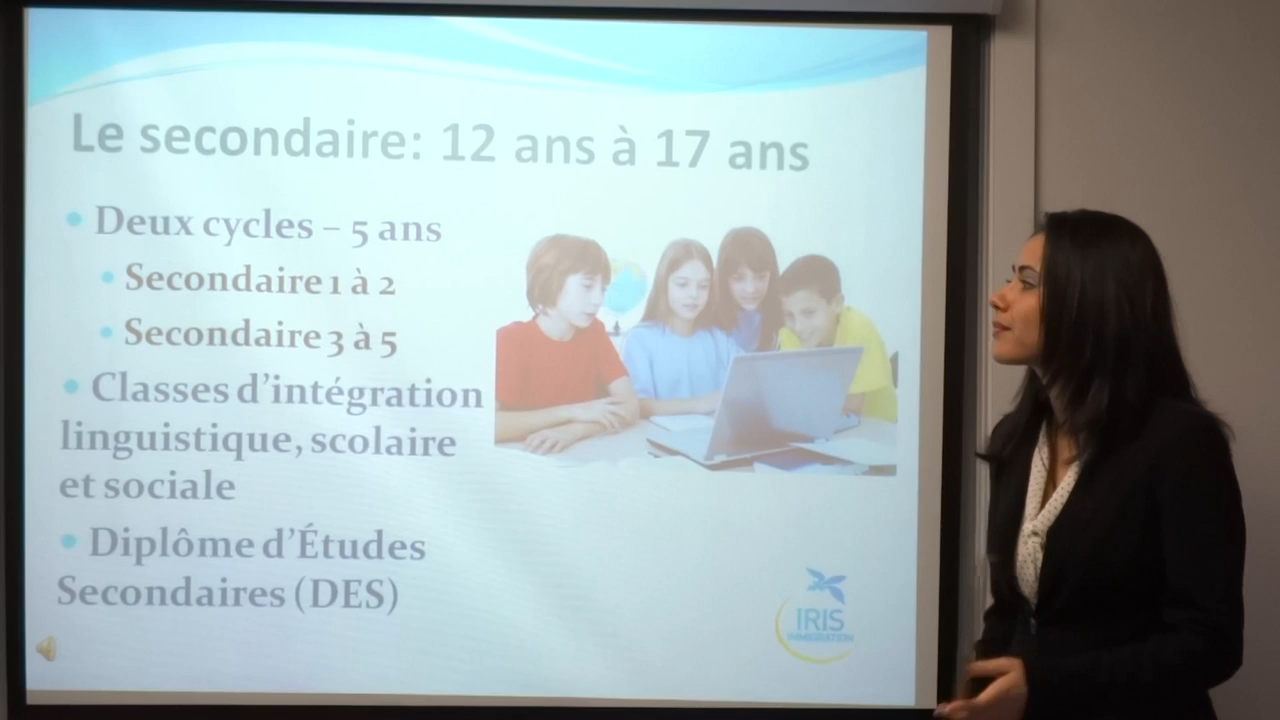 Le secondaire: 12 ans à 17 ans
Deux cycles – 5 ans
Secondaire 1 à 2
Secondaire 3 à 5
Classes d'intégration
linguistique, scolaire
et sociale
Diplôme d'Études
Secondaires (DES)
IRIS
IMMIGRATION